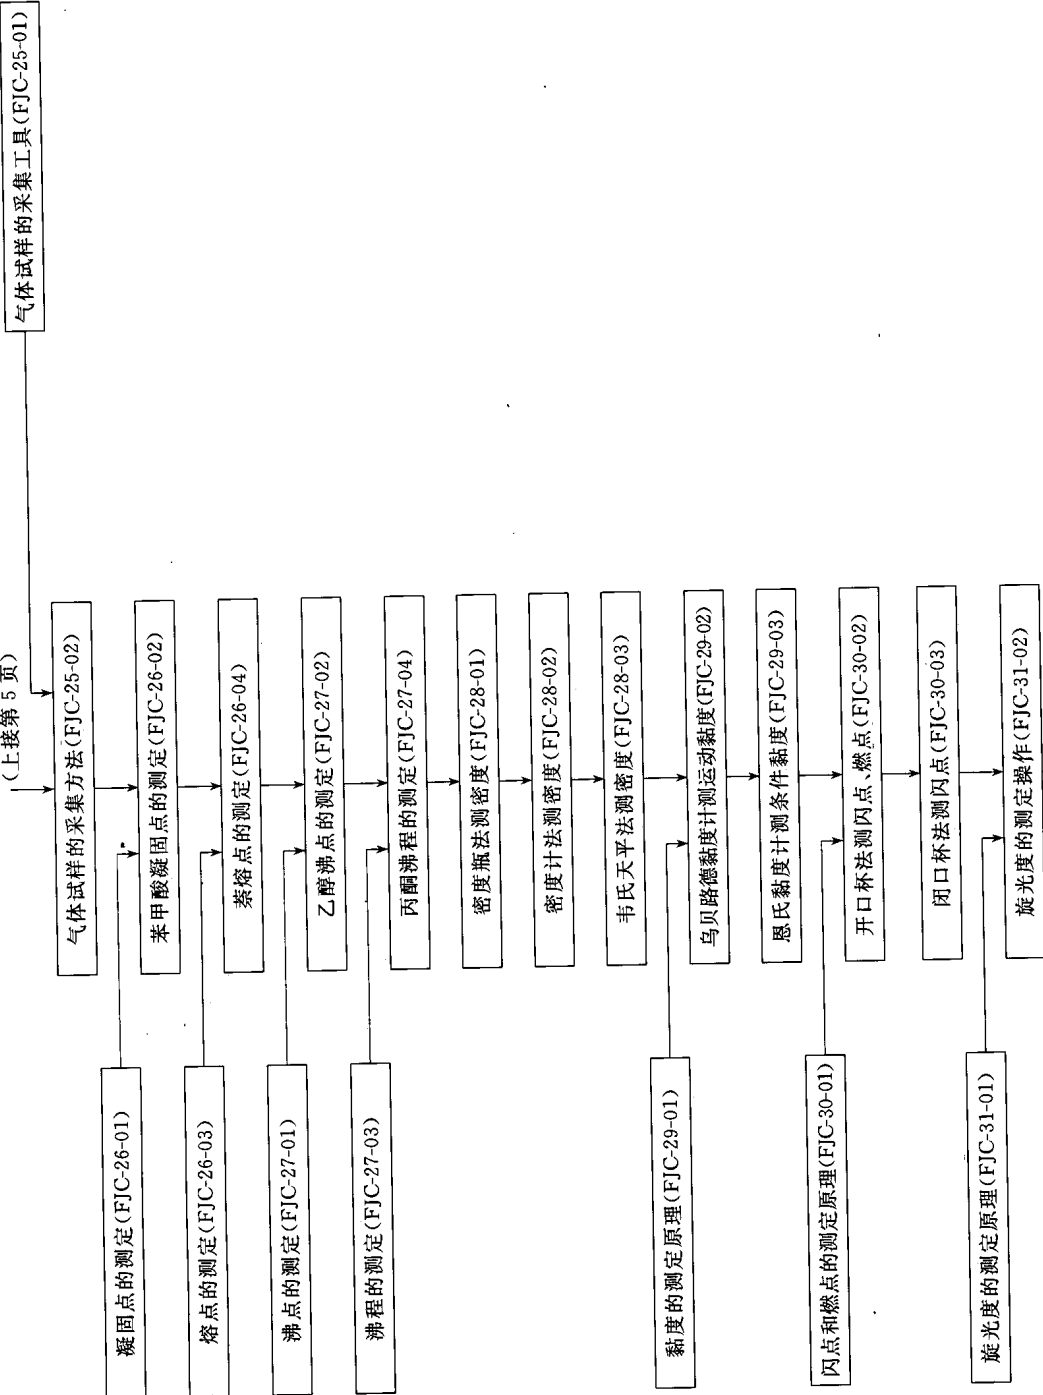 (上接第 5 页)
气体试样的采集工具(FJC-25-01)
气体试样的采集方法(FJC-25-02)
凝固点的测定(FJC-26-01)
苯甲酸凝固点的测定(FJC-26-02)
熔点的测定(FJC-26-03)
萘熔点的测定(FJC-26-04)
沸点的测定(FJC-27-01)
乙醇沸点的测定(FJC-27-02)
沸程的测定(FJC-27-03)
丙酮沸程的测定(FJC-27-04)
密度瓶法测密度(FJC-28-01)
密度计法测密度(FJC-28-02)
韦氏天平法测密度(FJC-28-03)
黏度的测定原理(FJC-29-01)
乌贝路德黏度计测运动黏度(FJC-29-02)
恩氏黏度计测条件黏度(FJC-29-03)
闪点和燃点的测定原理(FJC-30-01)
开口杯法测闪点、燃点(FJC-30-02)
闭口杯法测闪点(FJC-30-03)
旋光度的测定原理(FJC-31-01)
旋光度的测定操作(FJC-31-02)